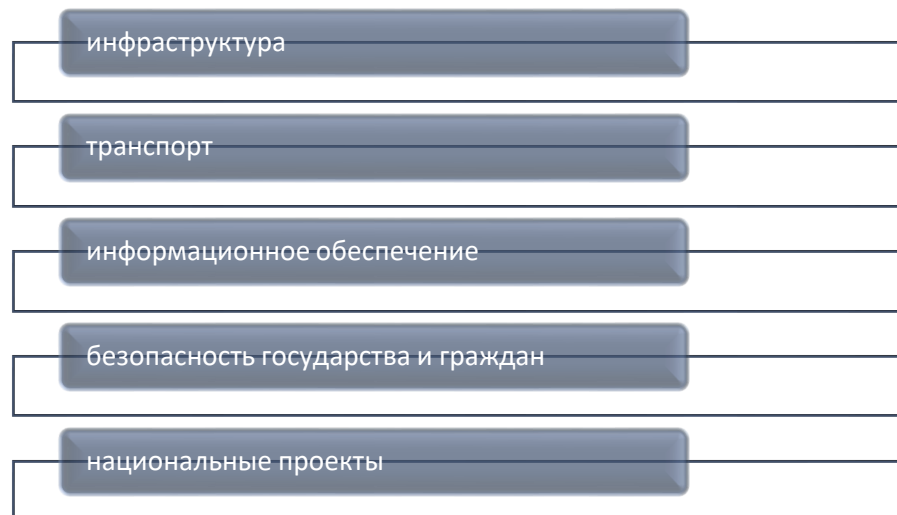 инфраструктура
транспорт
информационное обеспечение
безопасность государства и граждан
национальные проекты